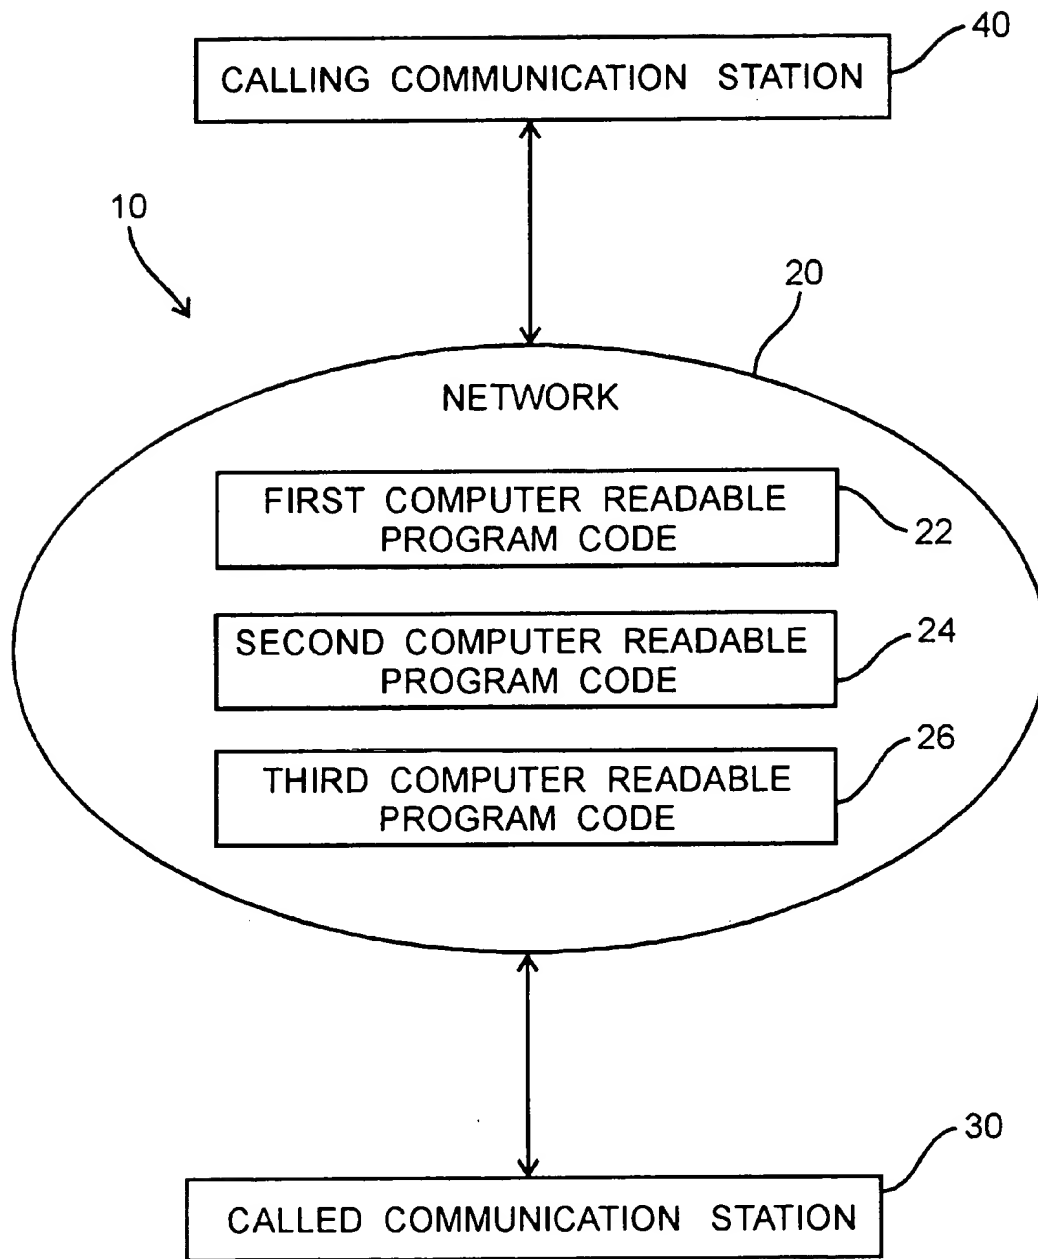 40
CALLING COMMUNICATION STATION
10
20
NETWORK
FIRST COMPUTER READABLE
PROGRAM CODE
22
SECOND COMPUTER READABLE
PROGRAM CODE
24
THIRD COMPUTER READABLE
PROGRAM CODE
26
30
CALLED COMMUNICATION STATION